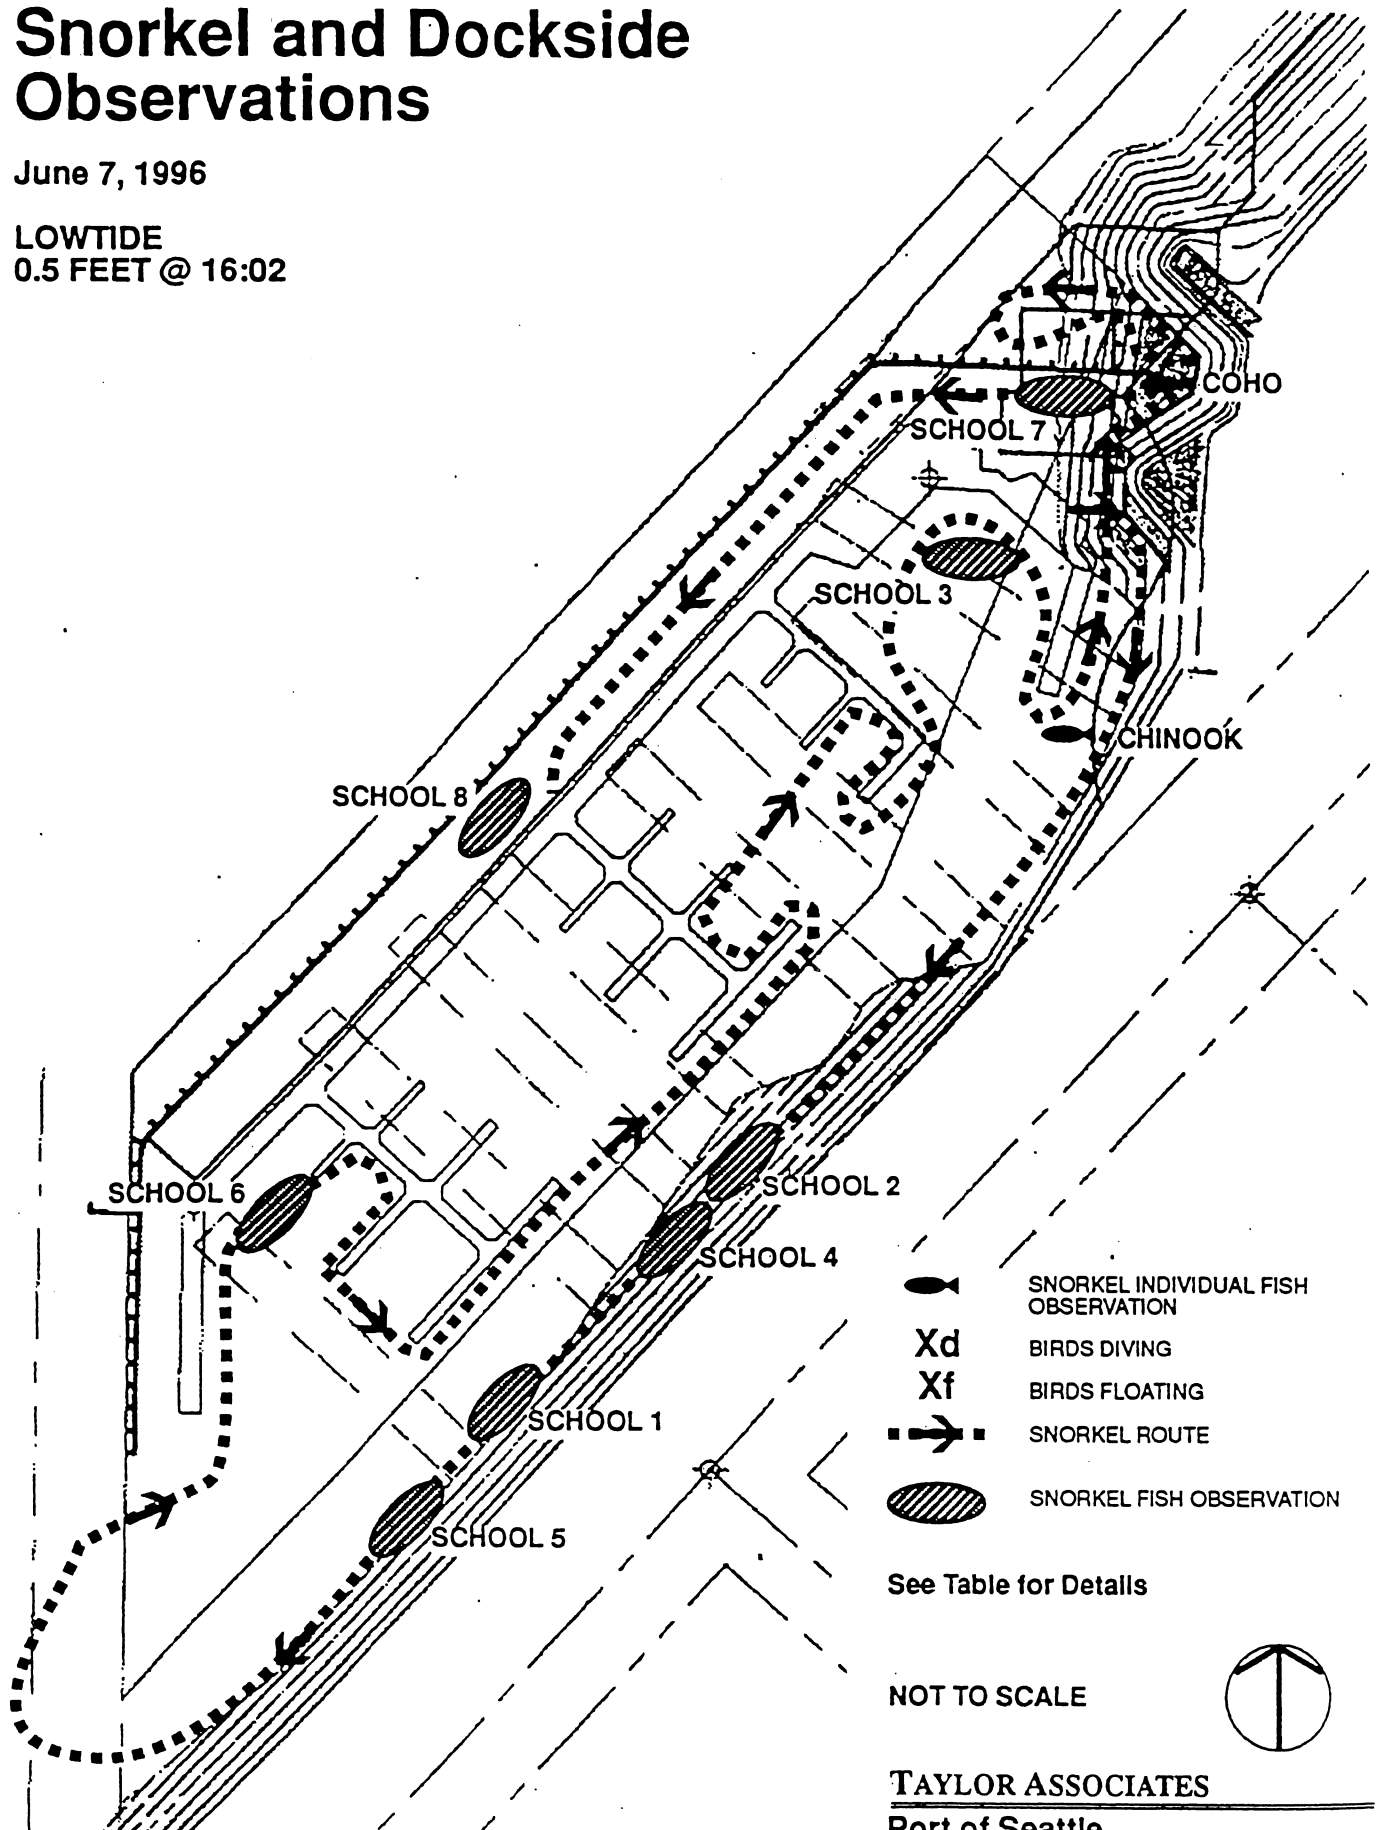 Snorkel and Dockside
Observations
June 7, 1996
LOWTIDE
0.5 FEET @ 16:02
COHO
SCHOOL 7
SCHOOL 3
CHINOOK
SCHOOL 8
SCHOOL 6
SCHOOL 2
SCHOOL 4
SCHOOL 1
SCHOOL 5
SNORKEL INDIVIDUAL FISH
OBSERVATION
Xd BIRDS DIVING
Xf BIRDS FLOATING
SNORKEL ROUTE
SNORKEL FISH OBSERVATION
See Table for Details
NOT TO SCALE
TAYLOR ASSOCIATES
Port of Seattle